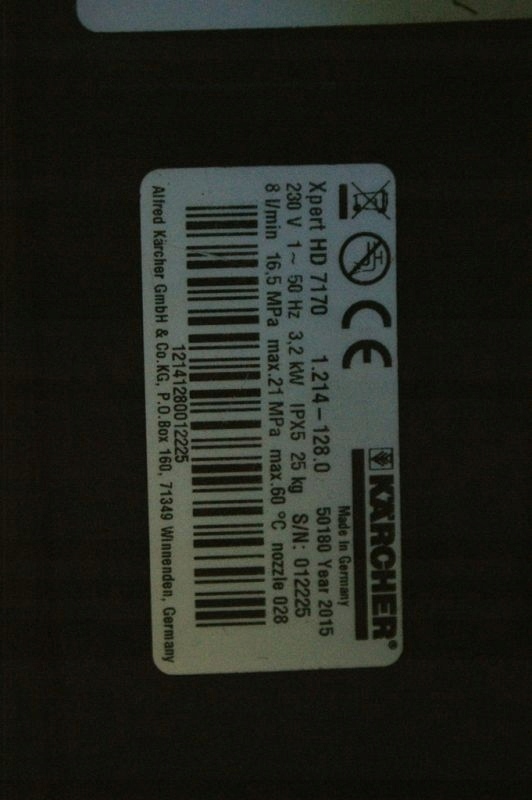 KÄRCHER®
Made In Germany
Xpert HD 7170 1.214–128.0 50180 Year 2015
230 V 1~ 50 Hz 3,2 kW IPX5 25 kg S/N: 012225
8 l/min 16,5 MPa max.21 MPa max.60 °C nozzle 028
12141280012225
Alfred Kärcher GmbH & Co.KG, P.O.Box 160, 71349 Winnenden, Germany